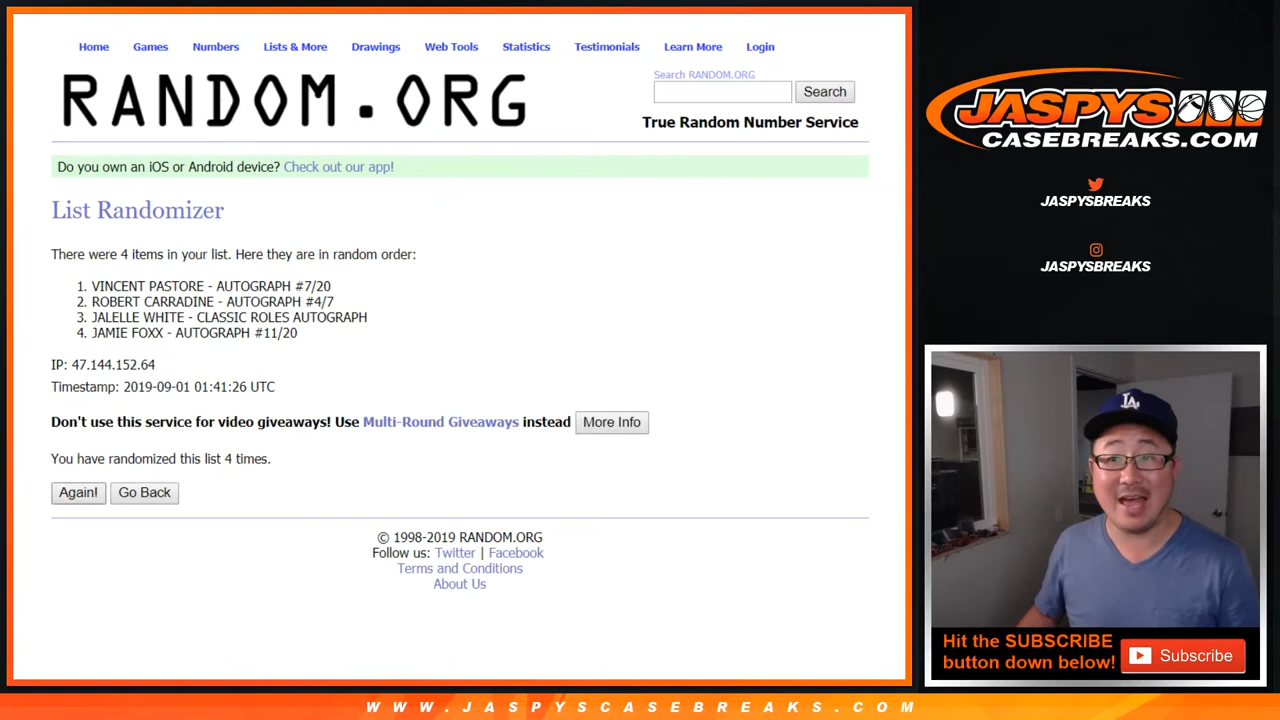 Home Games Numbers Lists & More Drawings Web Tools Statistics Testimonials Learn More Login
RANDOM.ORG
Search RANDOM.ORG
Search
True Random Number Service
Do you own an iOS or Android device? Check out our app!
List Randomizer
There were 4 items in your list. Here they are in random order:
1. VINCENT PASTORE - AUTOGRAPH #7/20
2. ROBERT CARRADINE - AUTOGRAPH #4/7
3. JALELLE WHITE - CLASSIC ROLES AUTOGRAPH
4. JAMIE FOXX - AUTOGRAPH #11/20
IP: 47.144.152.64
Timestamp: 2019-09-01 01:41:26 UTC
Don't use this service for video giveaways! Use Multi-Round Giveaways instead More Info
You have randomized this list 4 times.
Again! Go Back
© 1998-2019 RANDOM.ORG
Follow us: Twitter | Facebook
Terms and Conditions
About Us
JASPYS
CASEBREAKS.COM
JASPYSBREAKS
JASPYSBREAKS
LA
Hit the SUBSCRIBE
button down below!
Subscribe
WWW.JASPYSCASEBREAKS.COM